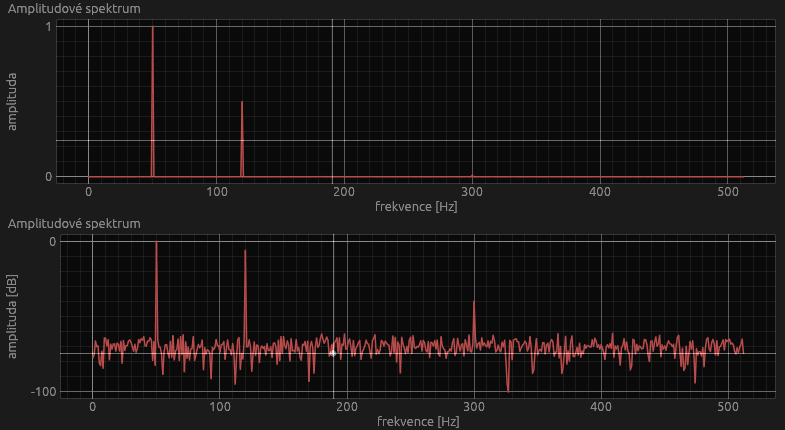 Amplitudové spektrum
1
amplituda
0
0 100 200 300 400 500
frekvence [Hz]
Amplitudové spektrum
0
amplituda [dB]
-100
0 100 200 300 400 500
frekvence [Hz]